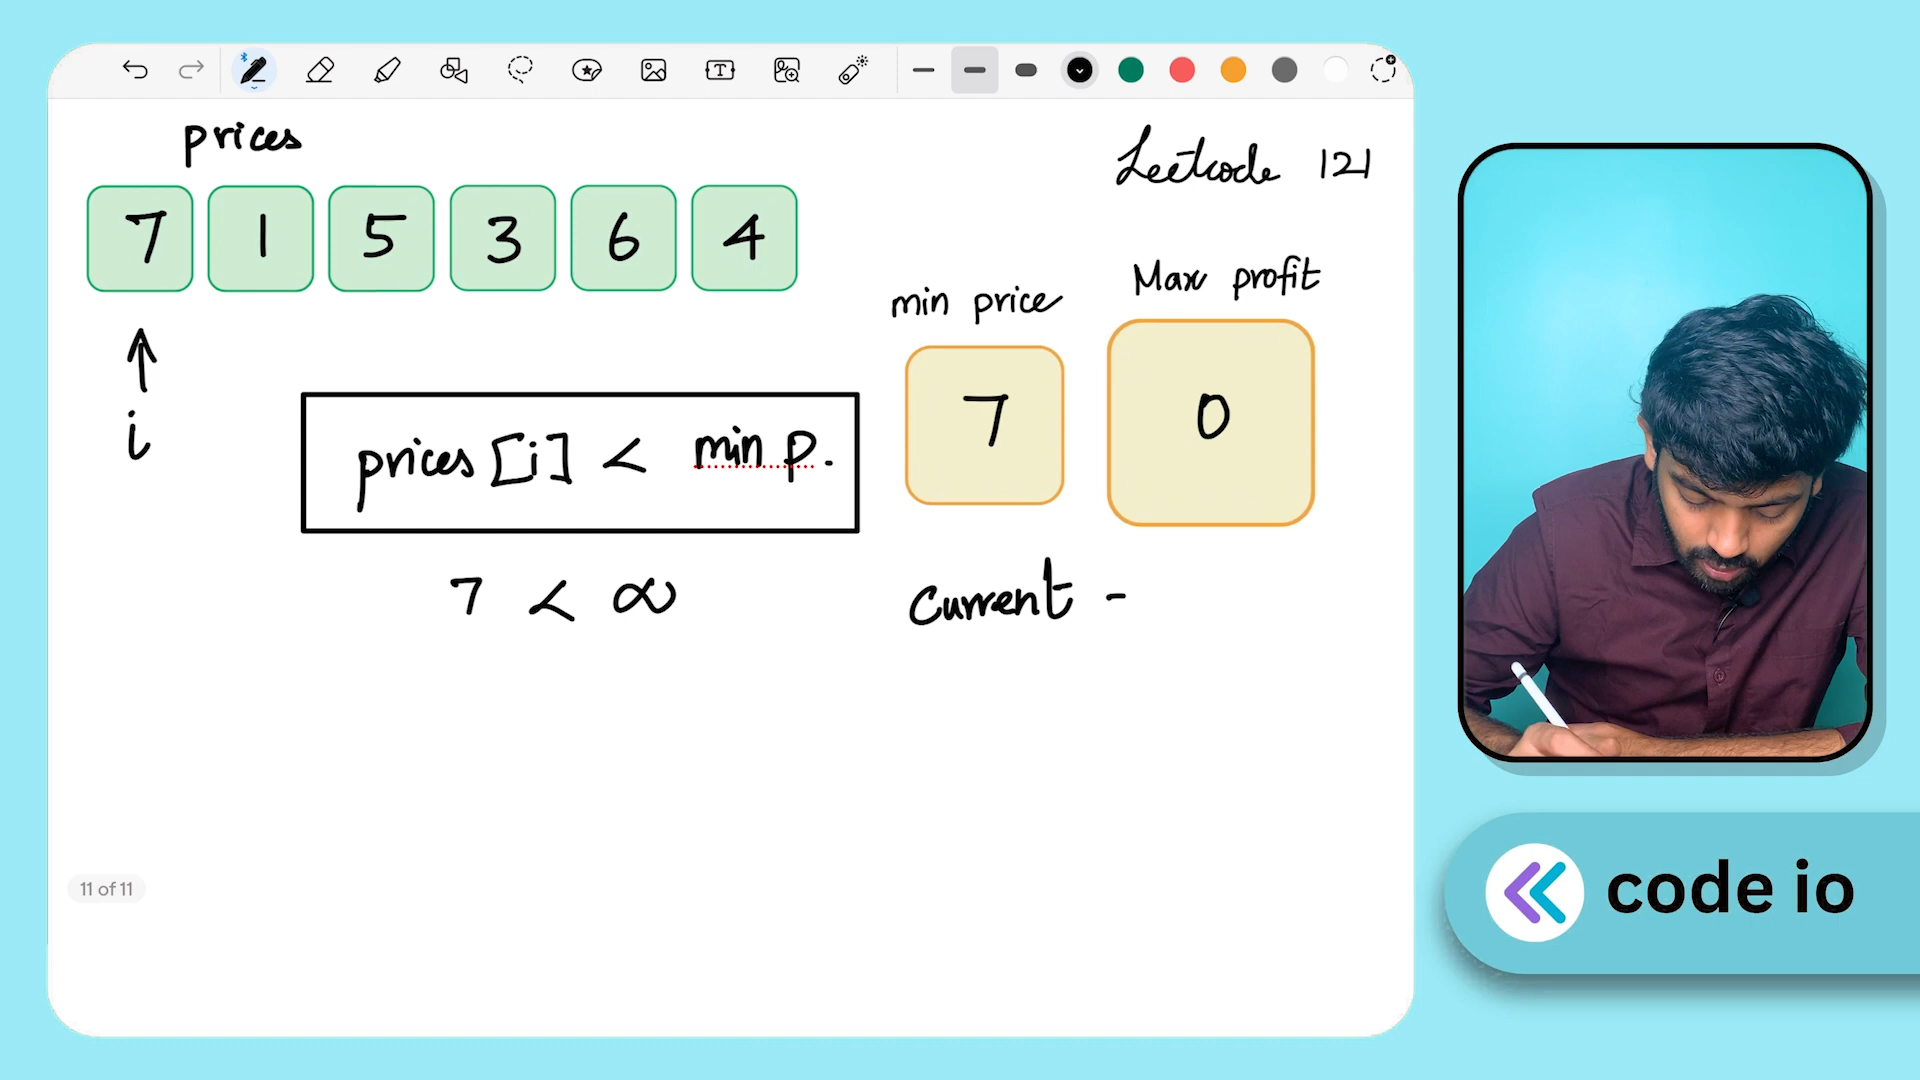 prices
Leetcode 121
7 1 5 3 6 4
Max profit
min price
7
0
i
prices [i] < min p.
7 < ∞
Current -
11 of 11
code io